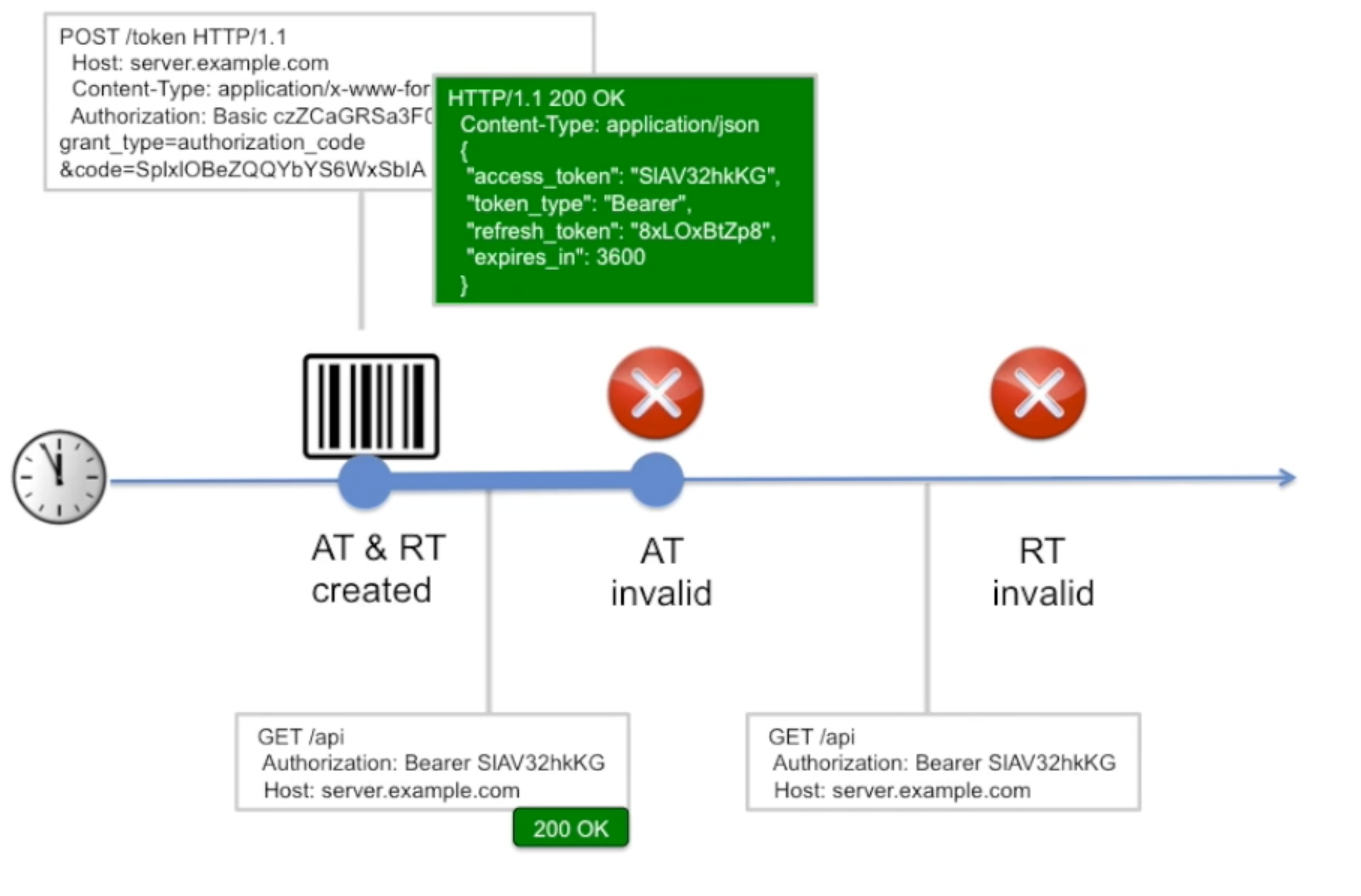 POST /token HTTP/1.1
Host: server.example.com
Content-Type: application/x-www-for
Authorization: Basic czZCaGRSa3F0
grant_type=authorization_code
&code=SplxlOBeZQQYbYS6WxSbIA
HTTP/1.1 200 OK
Content-Type: application/json
{
"access_token": "SlAV32hkKG",
"token_type": "Bearer",
"refresh_token": "8xLOxBtZp8",
"expires_in": 3600
}
AT & RT
created
AT
invalid
RT
invalid
GET /api
Authorization: Bearer SlAV32hkKG
Host: server.example.com
200 OK
GET /api
Authorization: Bearer SlAV32hkKG
Host: server.example.com